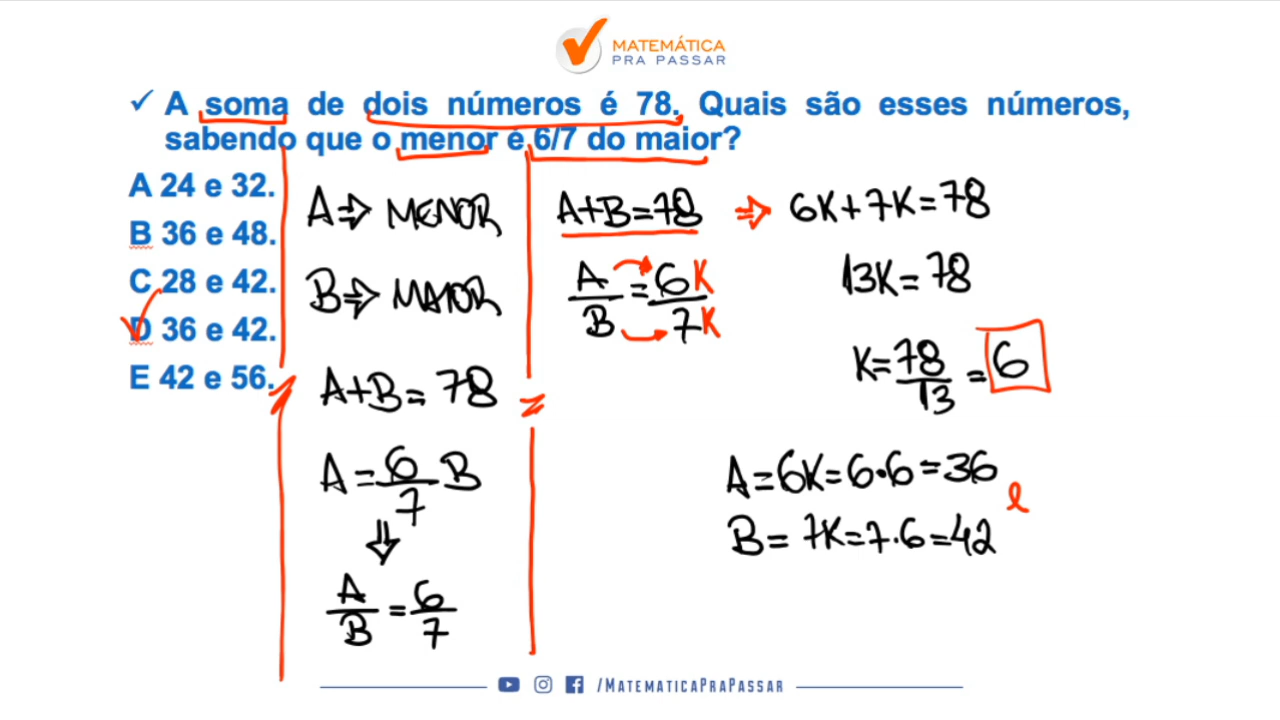 MATEMÁTICA
PRA PASSAR
✓ A soma de dois números é 78. Quais são esses números,
sabendo que o menor é 6/7 do maior?
A 24 e 32.
B 36 e 48.
C 28 e 42.
D 36 e 42.
E 42 e 56.
A ⇒ MENOR
B ⇒ MAIOR
A+B=78
A=6/7 B
⇓
A/B=6/7
A+B=78 ⇒ 6K+7K=78
A/B=6K/7K
13K=78
K=78/13=6
A=6K=6·6=36
e
B=7K=7.6=42
/MATEMATICAPRAPASSAR